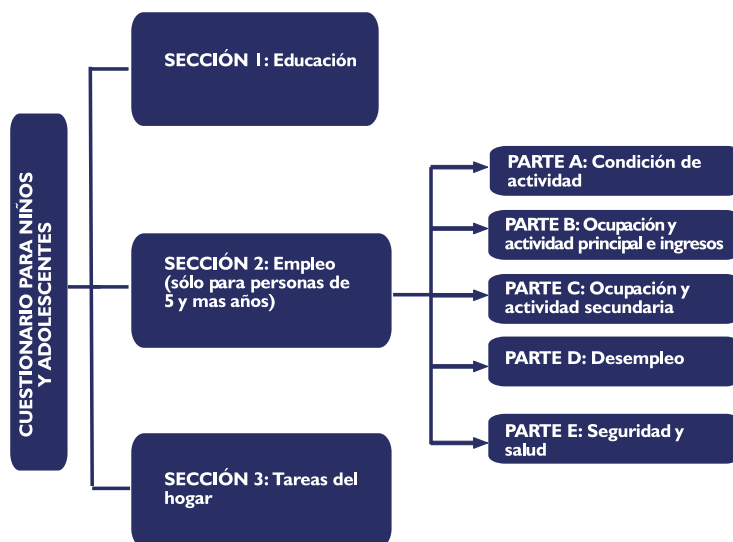 CUESTIONARIO PARA NIÑOS
Y ADOLESCENTES
SECCIÓN 1: Educación
SECCIÓN 2: Empleo
(sólo para personas de
5 y mas años)
SECCIÓN 3: Tareas del
hogar
PARTE A: Condición de
actividad
PARTE B: Ocupación y
actividad principal e ingresos
PARTE C: Ocupación y
actividad secundaria
PARTE D: Desempleo
PARTE E: Seguridad y
salud